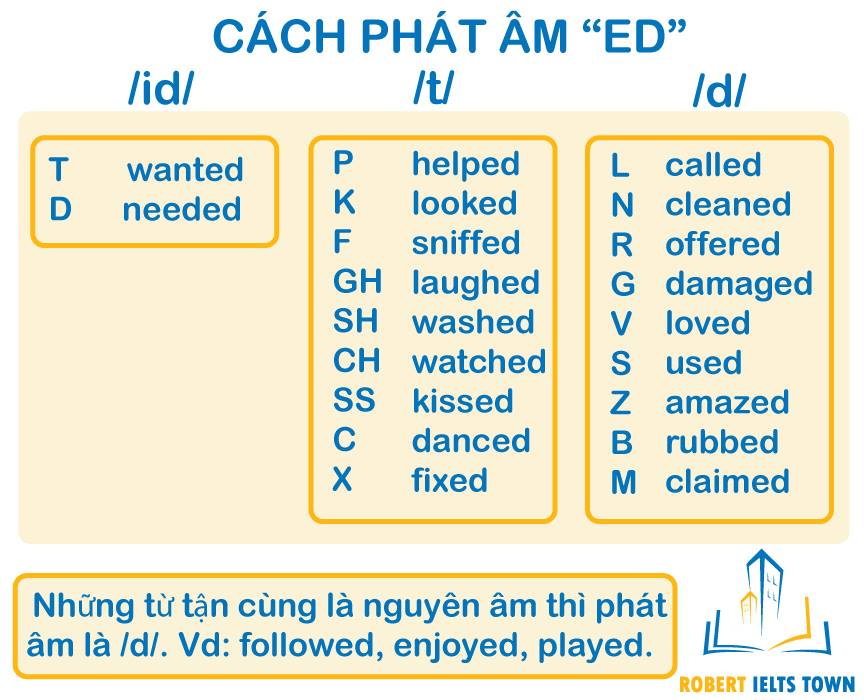 CÁCH PHÁT ÂM “ED”
/id/ /t/ /d/
T wanted
D needed
P helped
K looked
F sniffed
GH laughed
SH washed
CH watched
SS kissed
C danced
X fixed
L called
N cleaned
R offered
G damaged
V loved
S used
Z amazed
B rubbed
M claimed
Những từ tận cùng là nguyên âm thì phát
âm là /d/. Vd: followed, enjoyed, played.
ROBERT IELTS TOWN